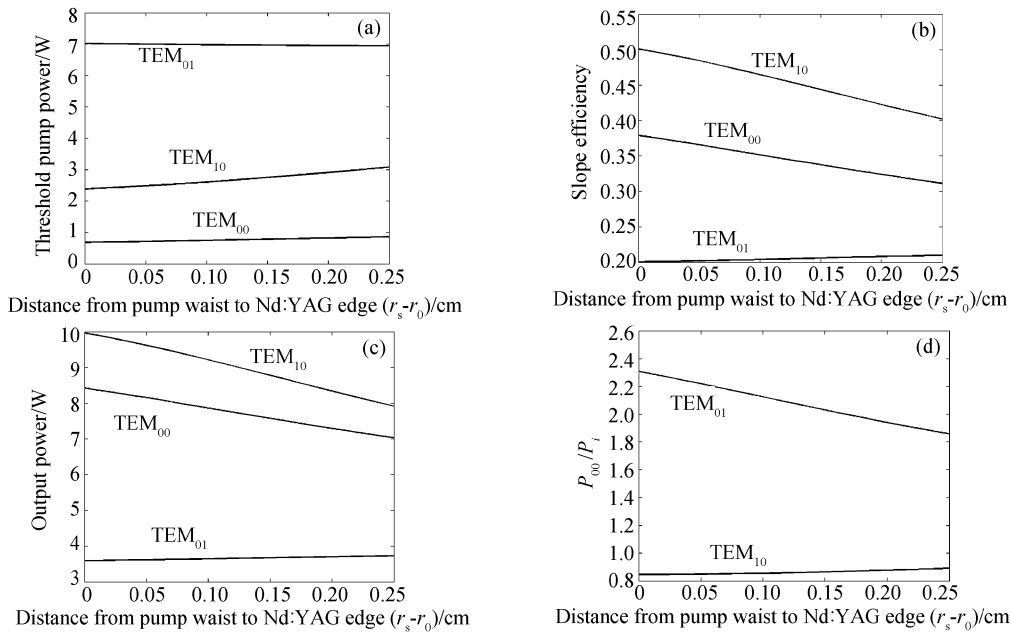 (a)
8
7
6
5
4
3
2
1
0
Threshold pump power/W
TEM01
TEM10
TEM00
0 0.05 0.10 0.15 0.20 0.25
Distance from pump waist to Nd:YAG edge (rs-r0)/cm
(b)
0.55
0.50
0.45
0.40
0.35
0.30
0.25
0.20
Slope efficiency
TEM10
TEM00
TEM01
0 0.05 0.10 0.15 0.20 0.25
Distance from pump waist to Nd:YAG edge (rs-r0)/cm
(c)
10
9
8
7
6
5
4
3
Output power/W
TEM10
TEM00
TEM01
0 0.05 0.10 0.15 0.20 0.25
Distance from pump waist to Nd:YAG edge (rs-r0)/cm
(d)
2.6
2.4
2.2
2.0
1.8
1.6
1.4
1.2
1.0
0.8
P00/Pi
TEM01
TEM10
0 0.05 0.10 0.15 0.20 0.25
Distance from pump waist to Nd:YAG edge (rs-r0)/cm